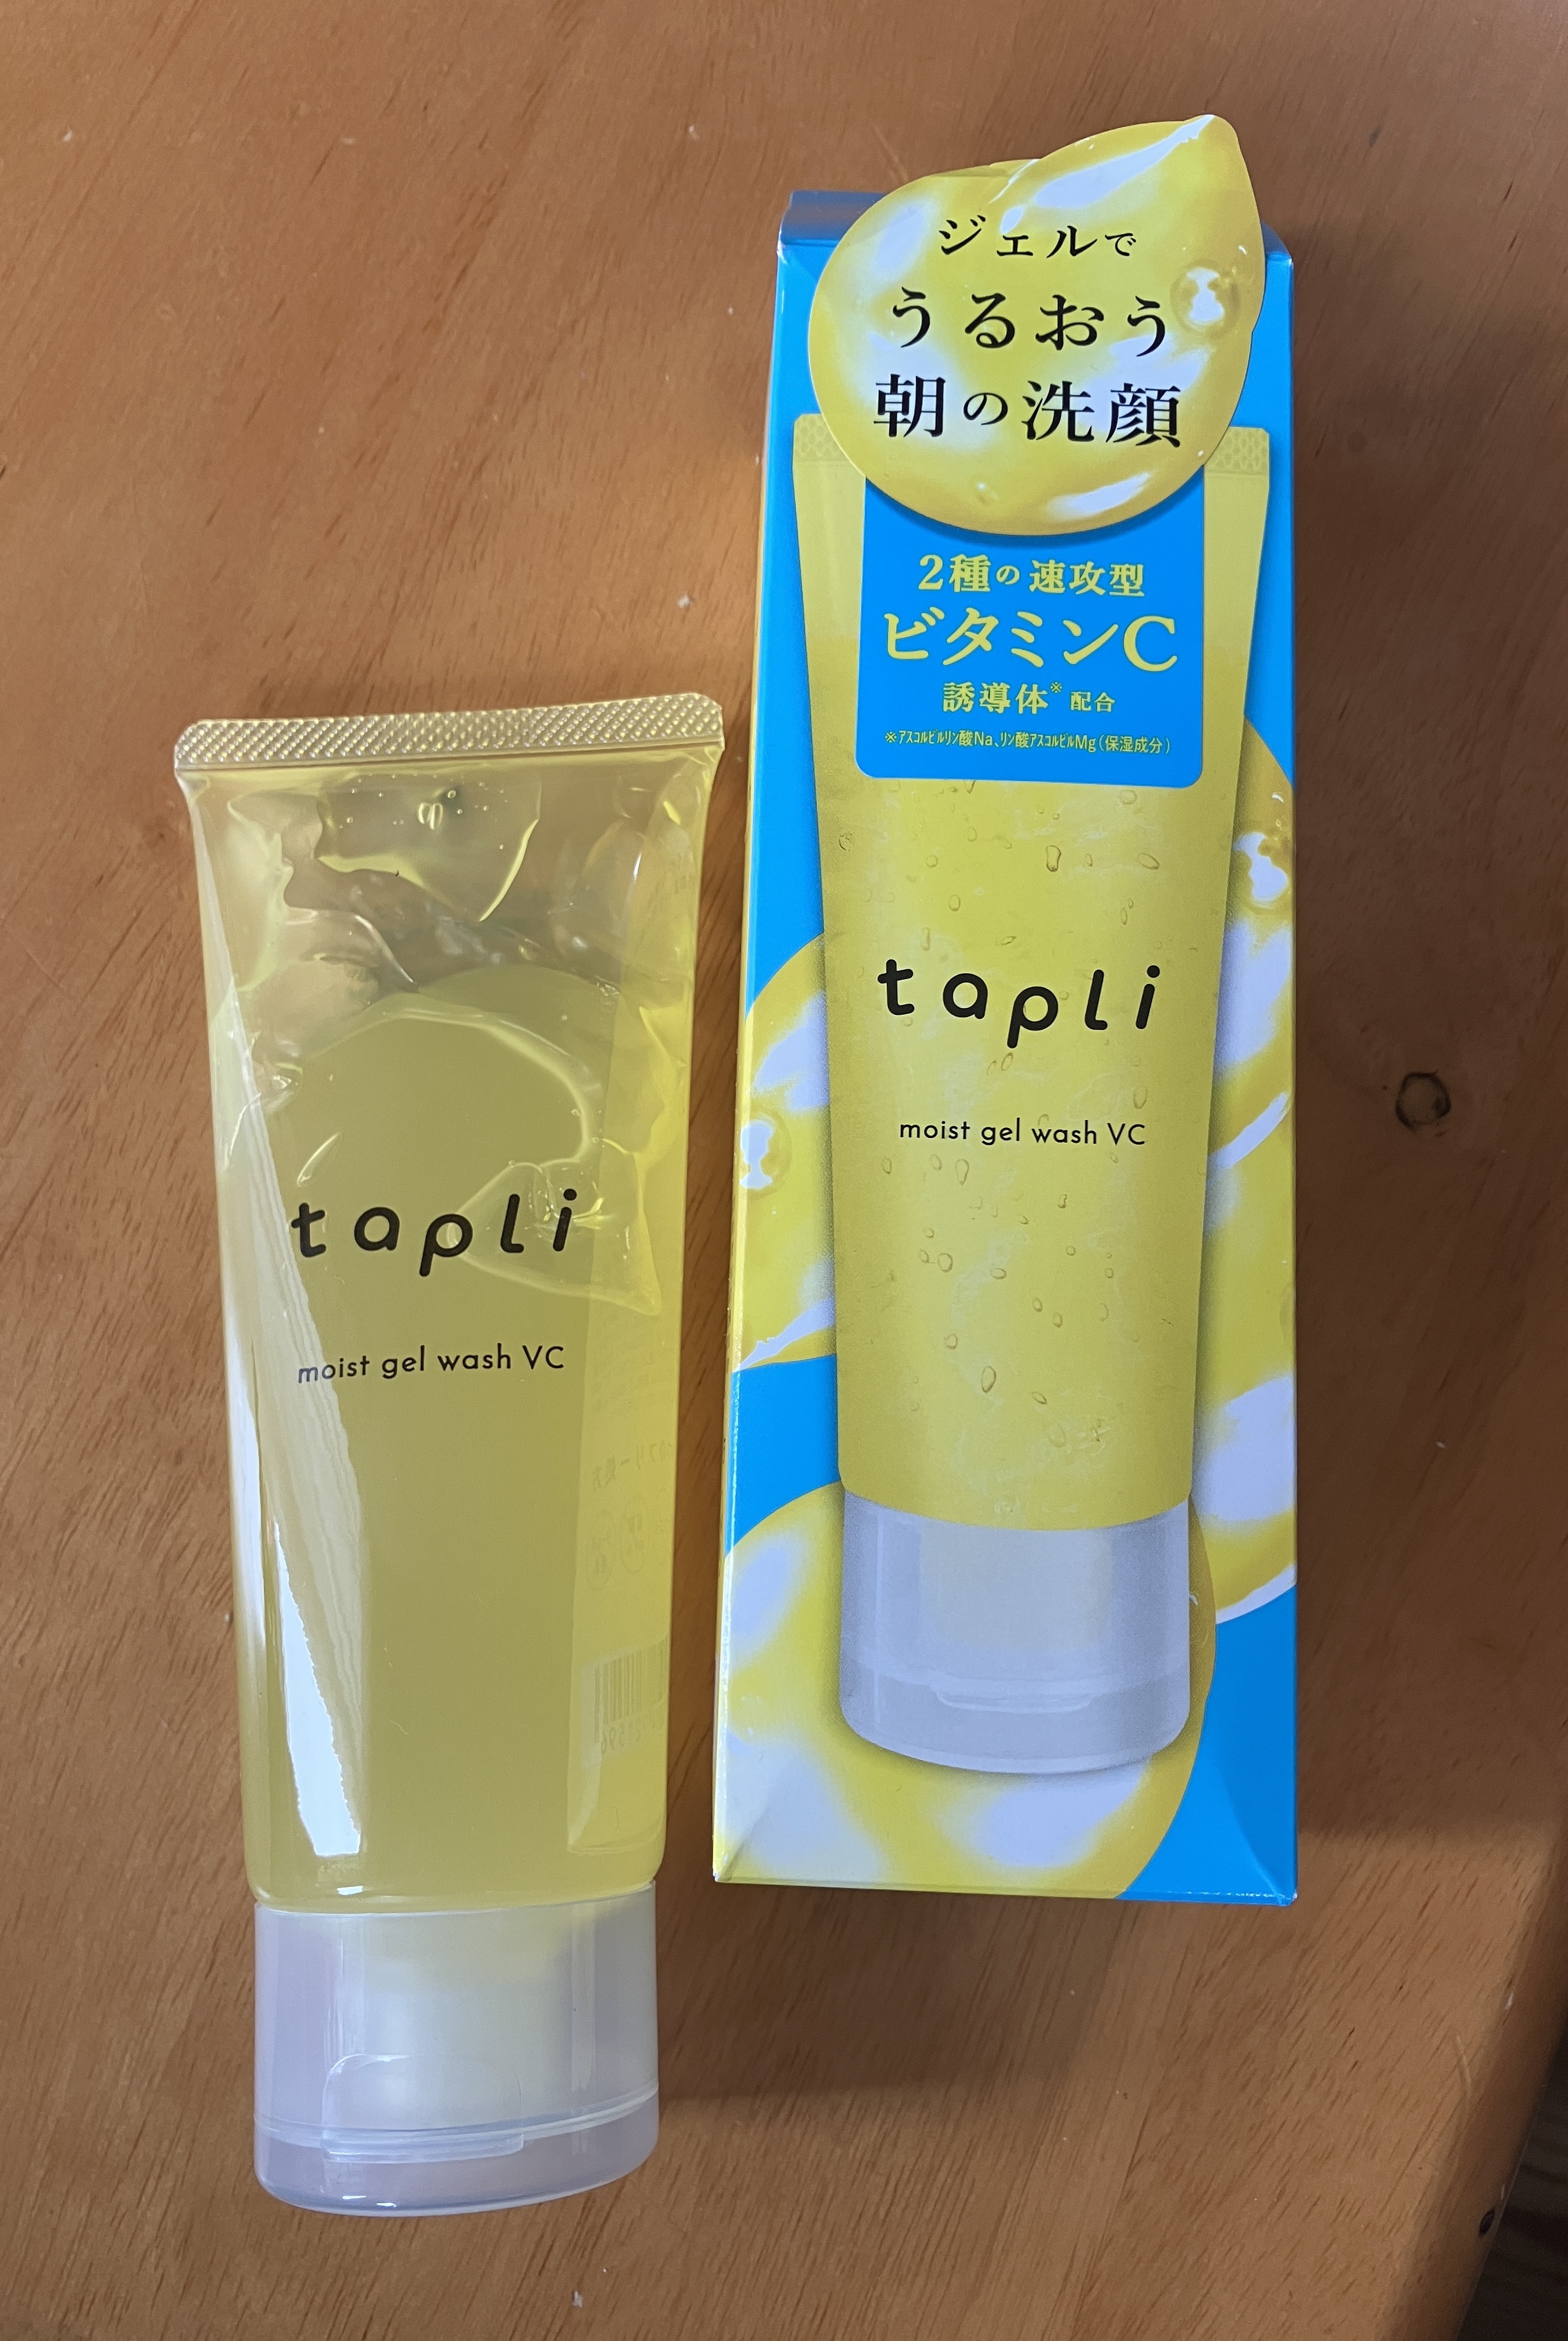 ジェルで
うるおう
朝の洗顔
2種の速攻型
ビタミンC
誘導体※ 配合
※アスコルビルリン酸Na、リン酸アスコルビルMg(保湿成分)
tapli
moist gel wash VC
tapli
moist gel wash VC